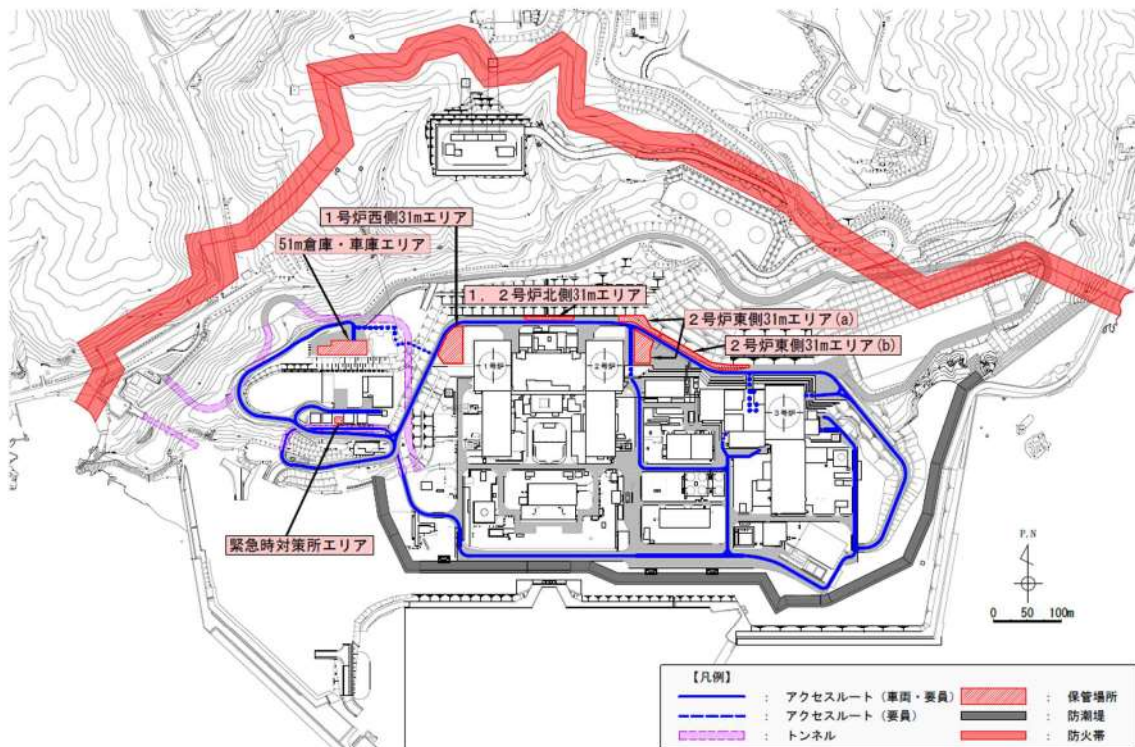 1号炉西側31mエリア
51m倉庫・車庫エリア
1,2号炉北側31mエリア
2号炉東側31mエリア(a)
2号炉東側31mエリア(b)
1号炉
2号炉
3号炉
緊急時対策所エリア
P.N
0 50 100m
【凡例】
: アクセスルート(車両・要員)
: 保管場所
: アクセスルート(要員)
: 防潮堤
: トンネル
: 防火帯